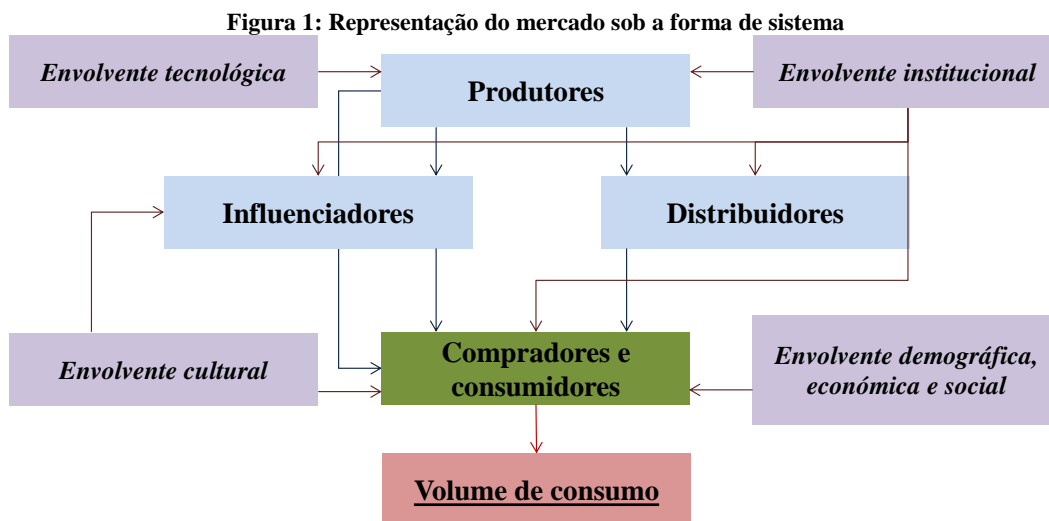 Figura 1: Representação do mercado sob a forma de sistema
Envolvente tecnológica
Produtores
Envolvente institucional
Influenciadores
Distribuidores
Envolvente cultural
Compradores e
consumidores
Envolvente demográfica,
económica e social
Volume de consumo